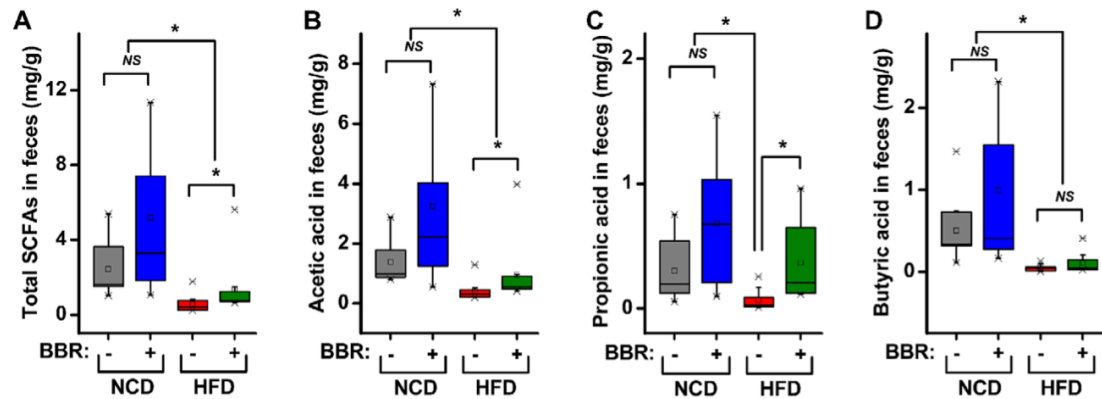 A
Total SCFAs in feces (mg/g)
12
8
4
0
*
NS
*
BBR: - + - +
NCD HFD
B
Acetic acid in feces (mg/g)
8
6
4
2
0
*
NS
*
BBR: - + - +
NCD HFD
C
Propionic acid in feces (mg/g)
2
1
0
*
NS
*
BBR: - + - +
NCD HFD
D
Butyric acid in feces (mg/g)
2
1
0
*
NS
NS
BBR: - + - +
NCD HFD